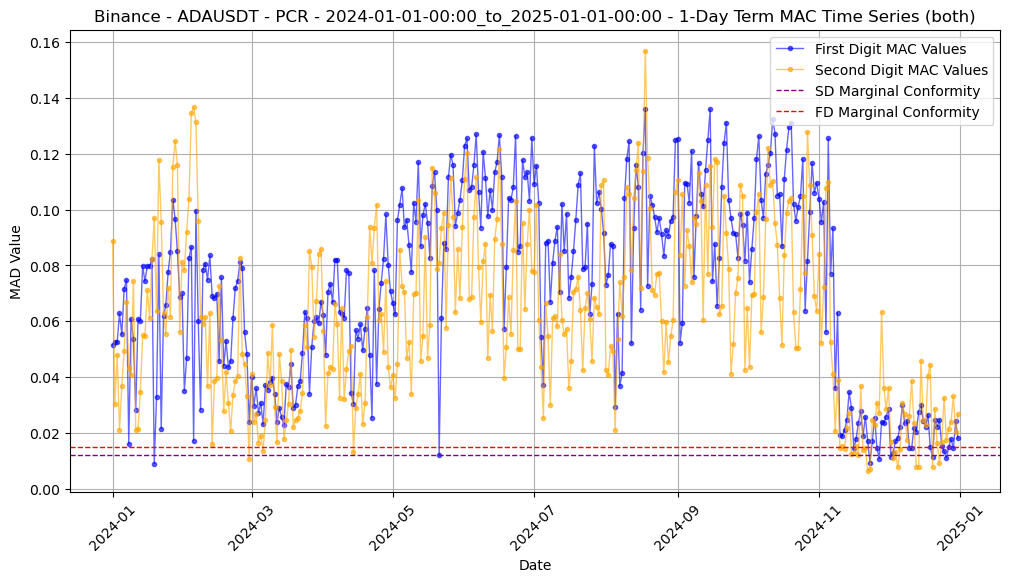 Binance - ADAUSDT - PCR - 2024-01-01-00:00_to_2025-01-01-00:00 - 1-Day Term MAC Time Series (both)
First Digit MAC Values
Second Digit MAC Values
SD Marginal Conformity
FD Marginal Conformity
MAD Value
0.16
0.14
0.12
0.10
0.08
0.06
0.04
0.02
0.00
2024-01
2024-03
2024-05
2024-07
2024-09
2024-11
2025-01
Date